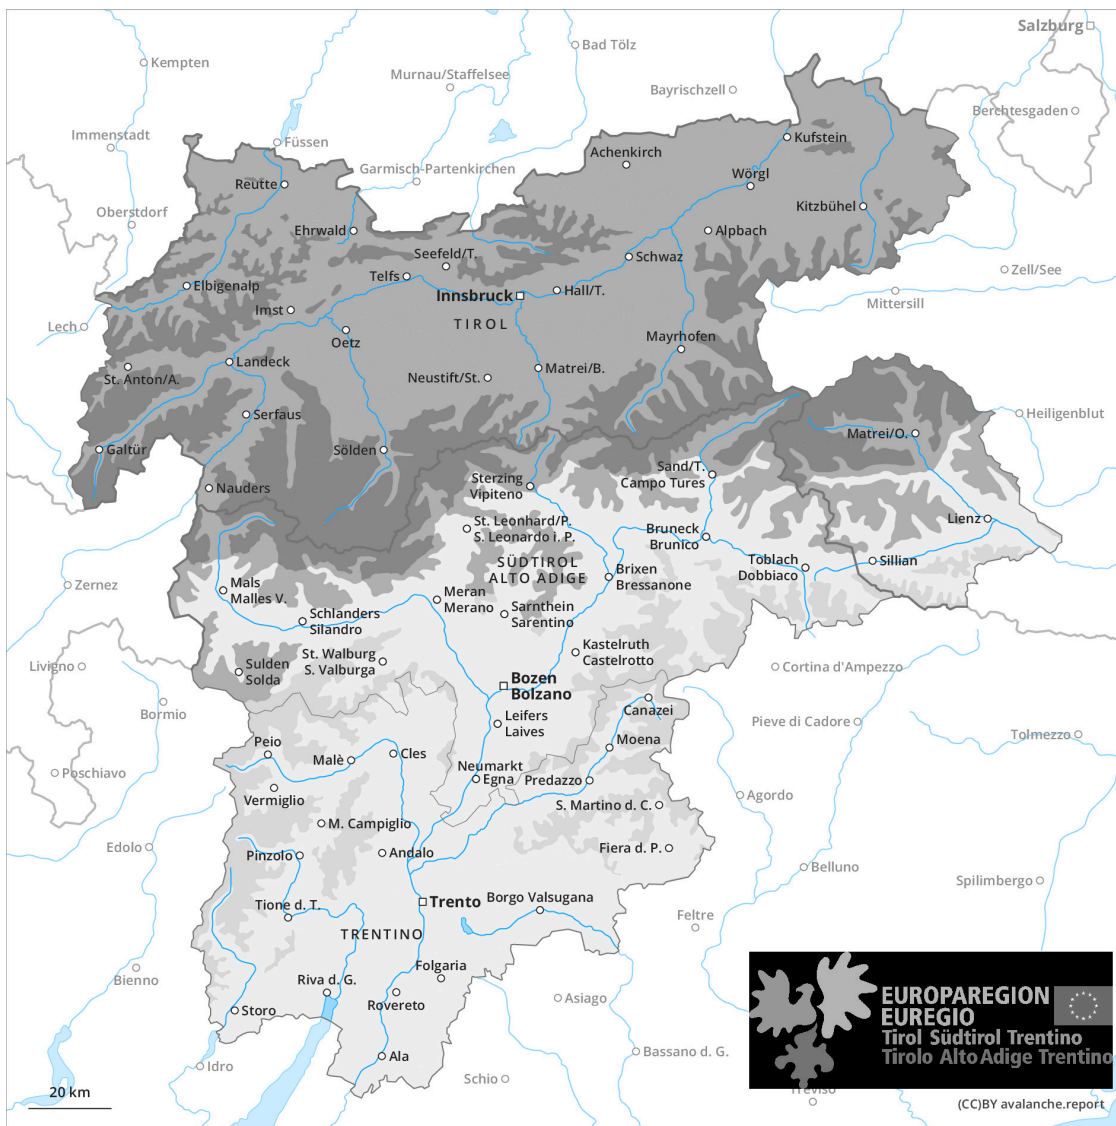 Salzburg
Bad Tölz
Kempten
Murnau/Staffelsee
Bayrischzell
Berchtesgaden
Immenstadt
Füssen
Kufstein
Achenkirch
Garmisch-Partenkirchen
Wörgl
Reutte
Oberstdorf
Kitzbühel
Ehrwald
Alpbach
Seefeld/T.
Schwaz
Zell/See
Telfs
Elbigenalp
Hall/T.
Innsbruck
Mittersill
Imst
TIROL
Lech
Oetz
Mayrhofen
Landeck
Matrei/B.
St. Anton/A.
Neustift/St.
Serfaus
Heiligenblut
Matrei/O.
Galtür
Sölden
Sand/T.
Campo Tures
Sterzing
Vipiteno
Nauders
Lienz
St. Leonhard/P.
S. Leonardo i. P.
Bruneck
Brunico
SÜDTIROL
ALTO ADIGE
Toblach
Dobbiaco
Sillian
Brixen
Bressanone
Zernez
Mals
Malles V.
Meran
Merano
Sarnthein
Sarentino
Schlanders
Silandro
Kastelruth
Castelrotto
St. Walburg
S. Valburga
Livigno
Sulden
Solda
Cortina d'Ampezzo
Bozen
Bolzano
Canazei
Bormio
Leifers
Laives
Pieve di Cadore
Tolmezzo
Peio
Moena
Malè
Cles
Neumarkt
Egna
Predazzo
Poschiavo
Vermiglio
Agordo
S. Martino d. C.
M. Campiglio
Edolo
Fiera d. P.
Pinzolo
Andalo
Belluno
Spilimbergo
Borgo Valsugana
Trento
Tione d. T.
Feltre
TRENTINO
Folgaria
Bienno
Riva d. G.
Asiago
Rovereto
Storo
EUROPAREGION
EUREGIO
Tirol Südtirol Trentino
Tirolo Alto Adige Trentino
Bassano d. G.
Ala
Idro
Schio
Treviso
20 km
(CC)BY avalanche.report